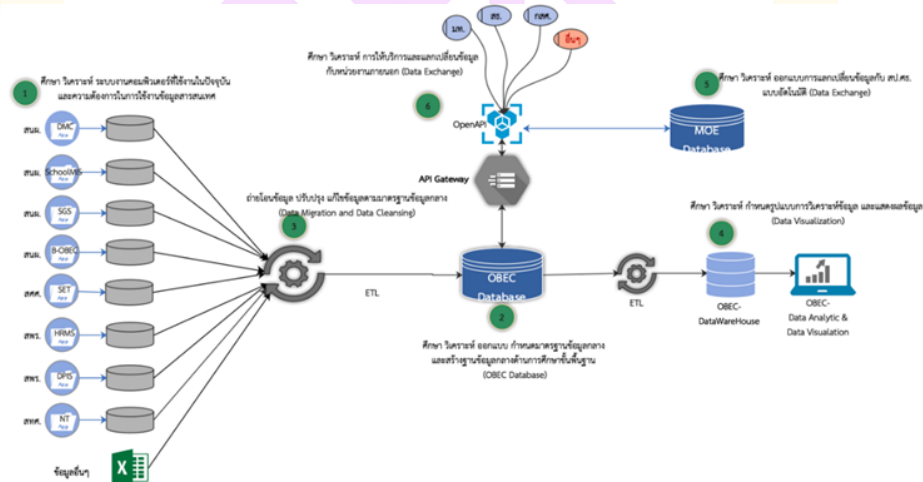 มท.
สธ.
กสศ.
อื่นๆ
ศึกษา วิเคราะห์ การให้บริการและแลกเปลี่ยนข้อมูล
กับหน่วยงานภายนอก (Data Exchange)
6
OpenAPI
API Gateway
ศึกษา วิเคราะห์ ออกแบบการแลกเปลี่ยนข้อมูลกับ สป.ศธ.
แบบอัตโนมัติ (Data Exchange)
5
MOE
Database
1
ศึกษา วิเคราะห์ ระบบงานคอมพิวเตอร์ที่ใช้งานในปัจจุบัน
และความต้องการในการใช้งานข้อมูลสารสนเทศ
สนผ.
DMC
App
สนผ.
SchoolMIS
App
สนผ.
SGS
App
สนผ.
B-OBEC
App
สคศ.
SET
App
สพร.
HRMS
App
สพร.
DPIS
App
สทศ.
NT
App
ข้อมูลอื่นๆ
X
ถ่ายโอนข้อมูล ปรับปรุง แก้ไขข้อมูลตามมาตรฐานข้อมูลกลาง
(Data Migration and Data Cleansing)
3
ETL
OBEC
Database
2
ศึกษา วิเคราะห์ ออกแบบ กำหนดมาตรฐานข้อมูลกลาง
และสร้างฐานข้อมูลกลางด้านการศึกษาขั้นพื้นฐาน
(OBEC Database)
ETL
ศึกษา วิเคราะห์ กำหนดรูปแบบการวิเคราะห์ข้อมูล และแสดงผลข้อมูล
(Data Visualization)
4
OBEC-
DataWareHouse
OBEC-
Data Analytic &
Data Visualation